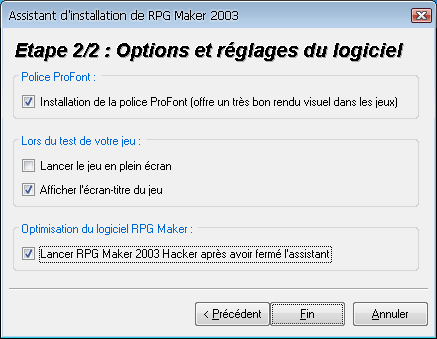 Assistant d'installation de RPG Maker 2003
Etape 2/2 : Options et réglages du logiciel
Police ProFont :
Installation de la police ProFont (offre un très bon rendu visuel dans les jeux)
Lors du test de votre jeu :
Lancer le jeu en plein écran
Afficher l'écran-titre du jeu
Optimisation du logiciel RPG Maker :
Lancer RPG Maker 2003 Hacker après avoir fermé l'assistant
< Précédent Fin Annuler